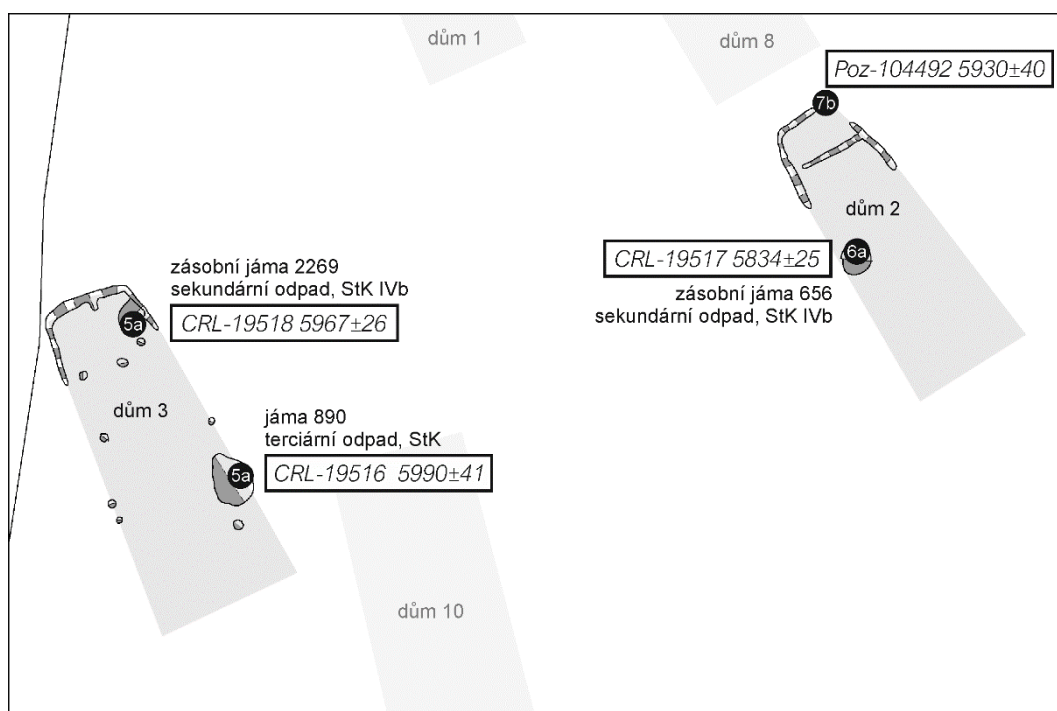 dům 1
dům 8
Poz-104492 5930±40
7b
dům 2
CRL-19517 5834±25
6a
zásobní jáma 656
sekundární odpad, StK IVb
zásobní jáma 2269
sekundární odpad, StK IVb
5a
CRL-19518 5967±26
dům 3
jáma 890
terciární odpad, StK
5a
CRL-19516 5990±41
dům 10